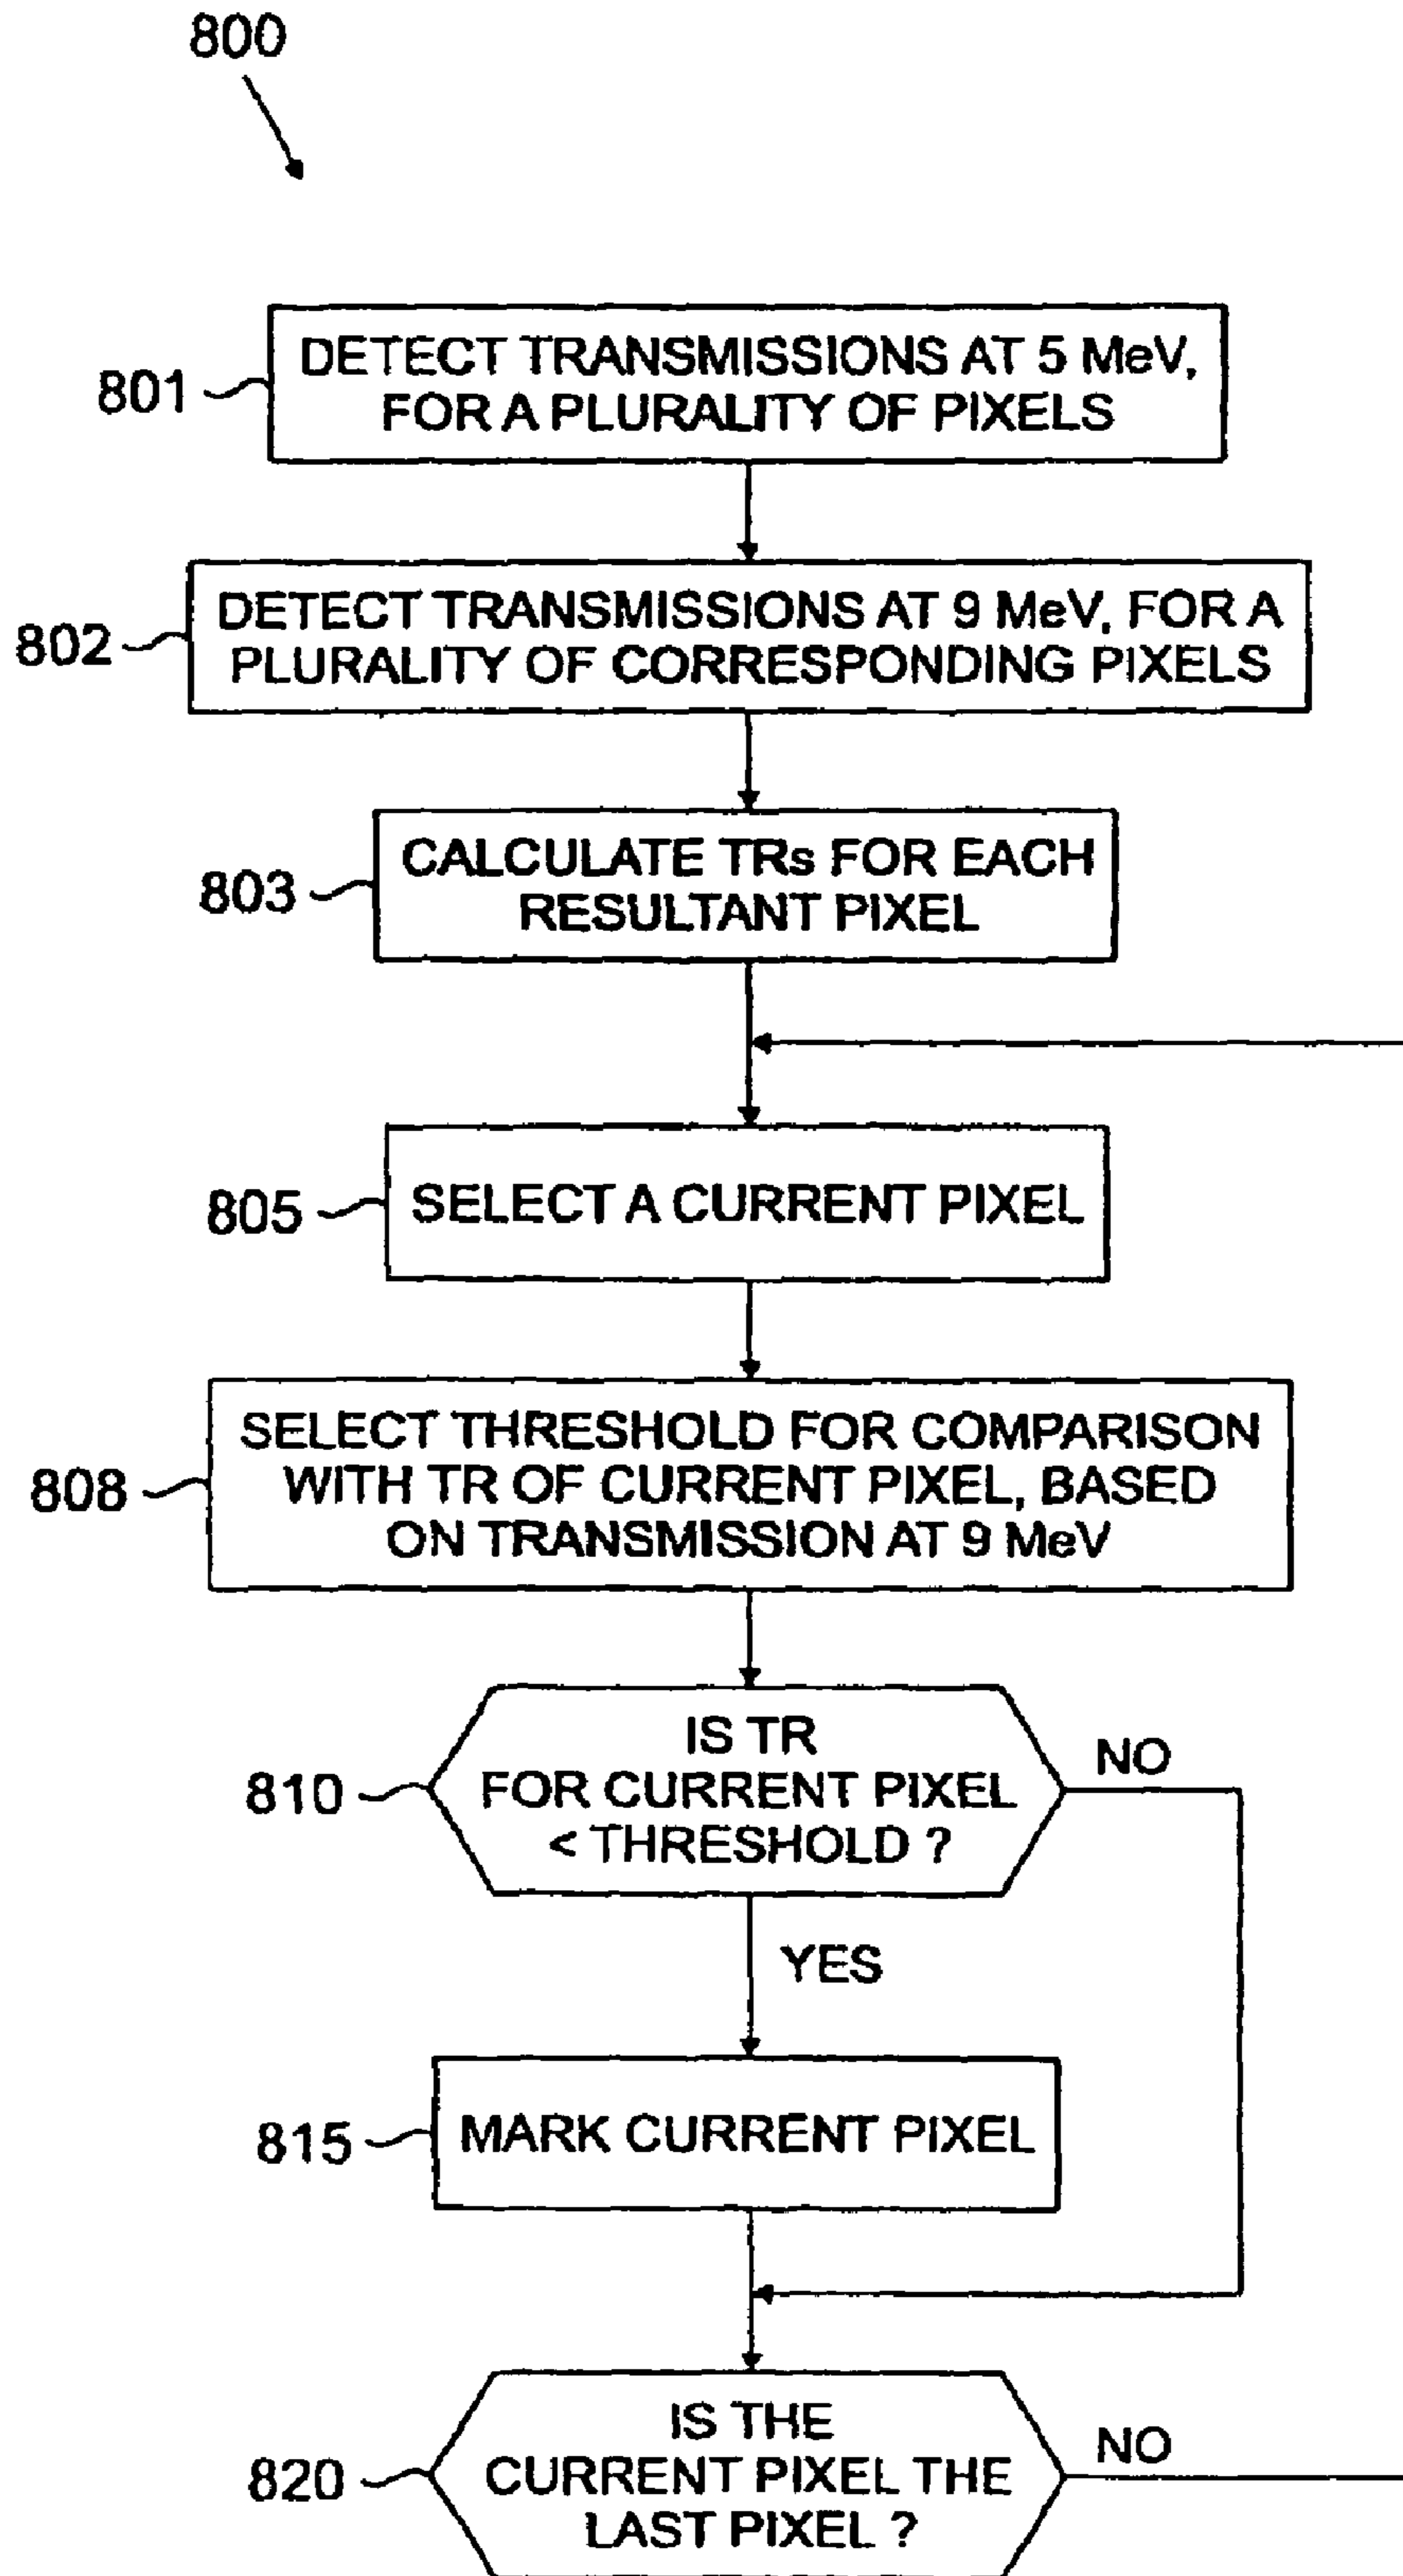 800
801
DETECT TRANSMISSIONS AT 5 MeV,
FOR A PLURALITY OF PIXELS
802
DETECT TRANSMISSIONS AT 9 MeV, FOR A
PLURALITY OF CORRESPONDING PIXELS
803
CALCULATE TRs FOR EACH
RESULTANT PIXEL
805
SELECT A CURRENT PIXEL
808
SELECT THRESHOLD FOR COMPARISON
WITH TR OF CURRENT PIXEL, BASED
ON TRANSMISSION AT 9 MeV
810
IS TR
FOR CURRENT PIXEL
< THRESHOLD ?
NO
YES
815
MARK CURRENT PIXEL
820
IS THE
CURRENT PIXEL THE
LAST PIXEL ?
NO